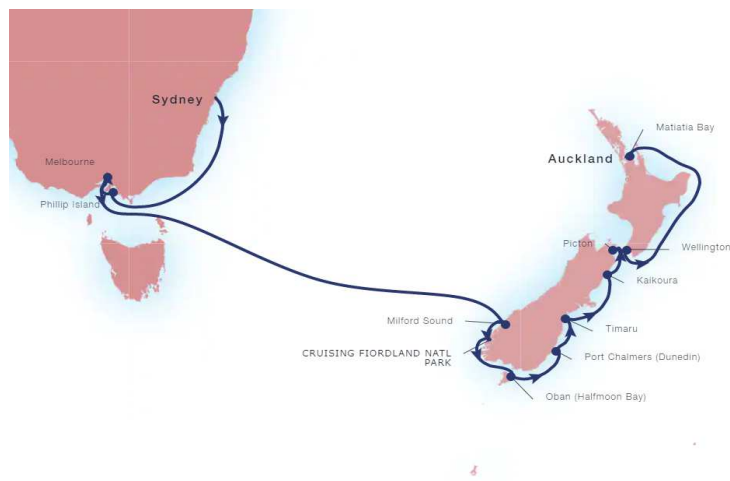 Sydney
Matiatia Bay
Auckland
Melbourne
Phillip Island
Picton
Wellington
Kaikoura
Milford Sound
Timaru
CRUISING FIORDLAND NATL
PARK
Port Chalmers (Dunedin)
Oban (Halfmoon Bay)